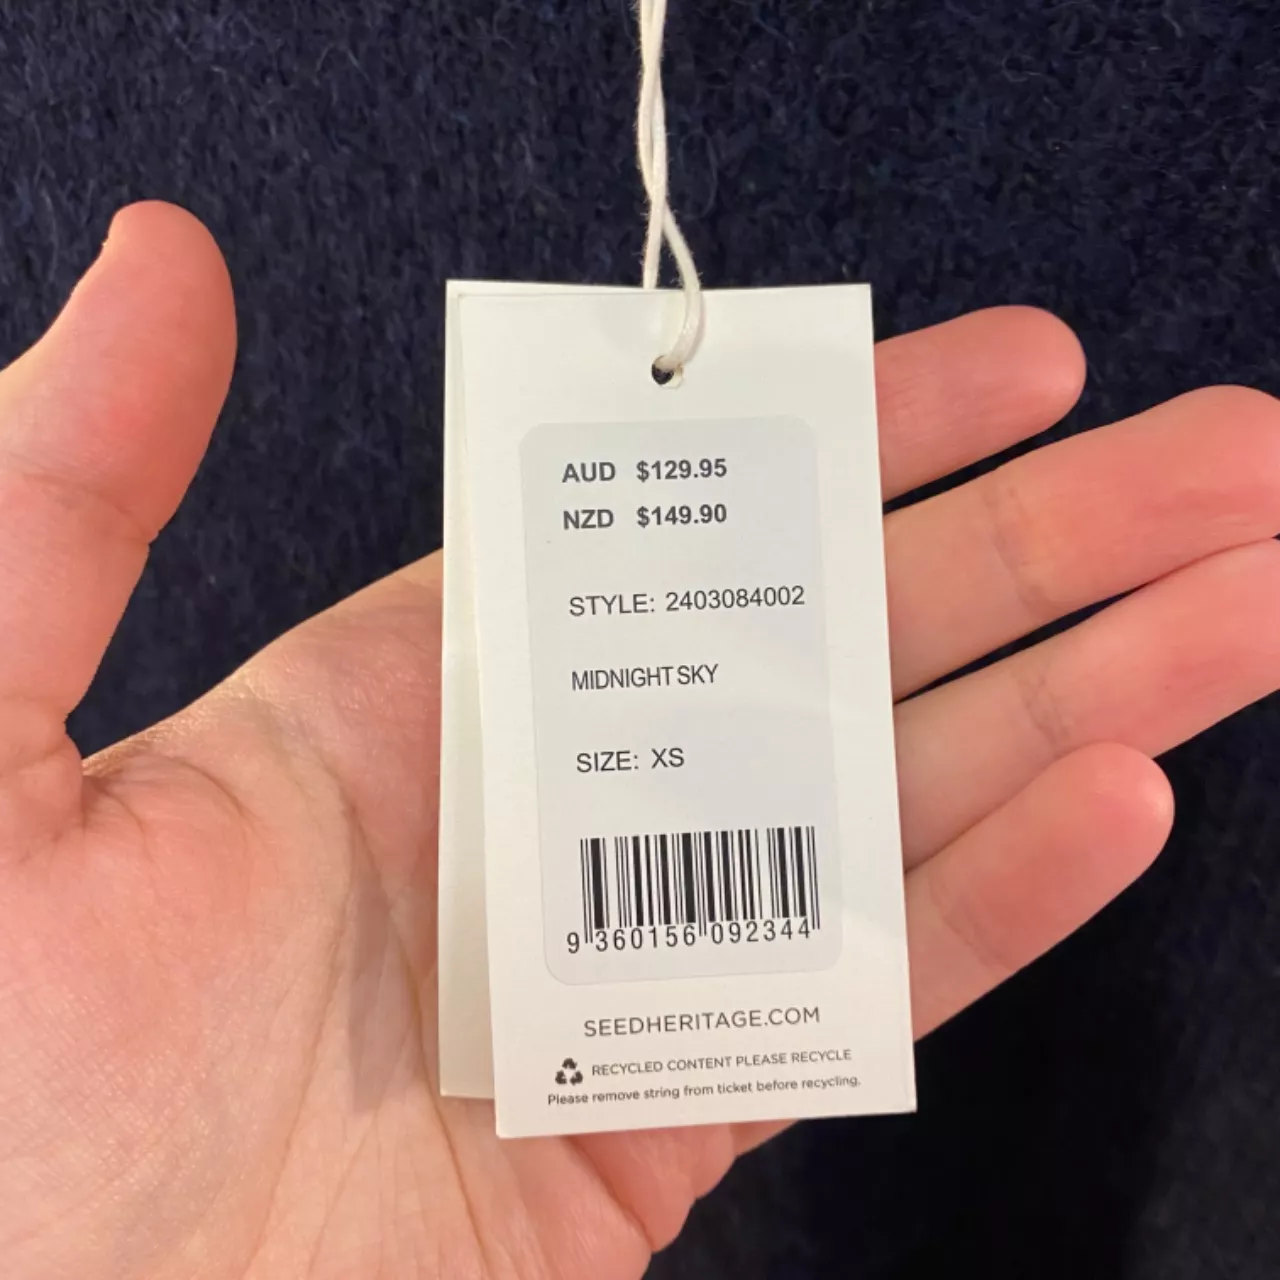 AUD $129.95
NZD $149.90
STYLE: 2403084002
MIDNIGHT SKY
SIZE: XS
9 360156 092344
SEEDHERITAGE.COM
RECYCLED CONTENT PLEASE RECYCLE
Please remove string from ticket before recycling.